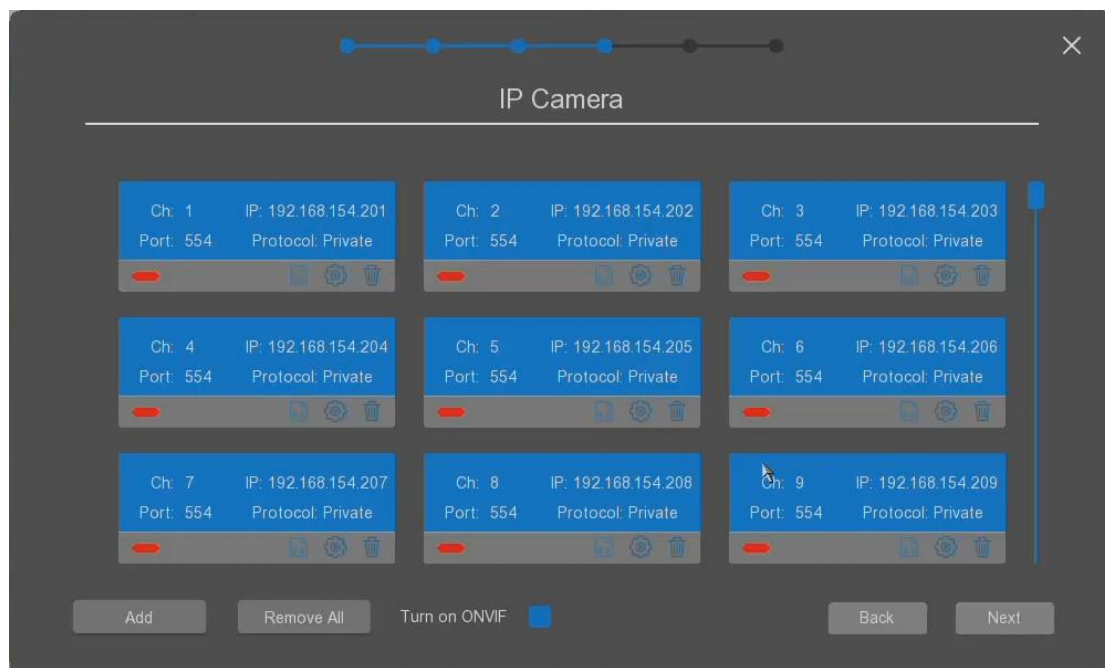 IP Camera
Ch: 1 IP: 192.168.154.201
Port: 554 Protocol: Private
Ch: 2 IP: 192.168.154.202
Port: 554 Protocol: Private
Ch: 3 IP: 192.168.154.203
Port: 554 Protocol: Private
Ch: 4 IP: 192.168.154.204
Port: 554 Protocol: Private
Ch: 5 IP: 192.168.154.205
Port: 554 Protocol: Private
Ch: 6 IP: 192.168.154.206
Port: 554 Protocol: Private
Ch: 7 IP: 192.168.154.207
Port: 554 Protocol: Private
Ch: 8 IP: 192.168.154.208
Port: 554 Protocol: Private
Ch: 9 IP: 192.168.154.209
Port: 554 Protocol: Private
Add Remove All Turn on ONVIF Back Next